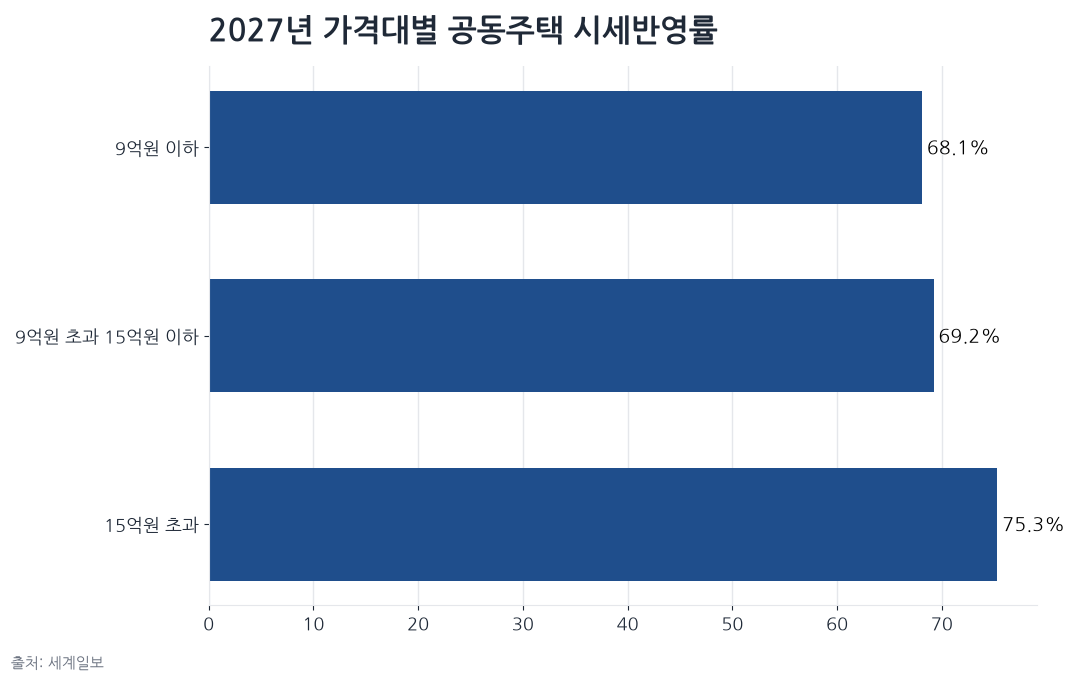 2027년 가격대별 공동주택 시세반영률
9억원 이하
68.1%
9억원 초과 15억원 이하
69.2%
15억원 초과
75.3%
0 10 20 30 40 50 60 70
출처: 세계일보